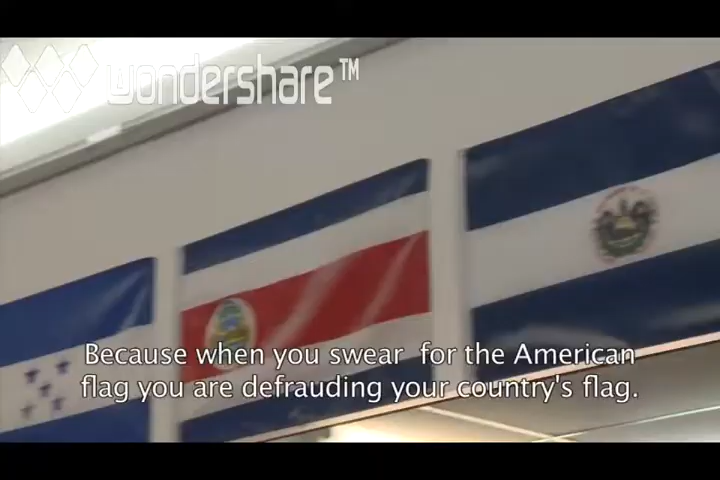 wondershare™
Because when you swear for the American
flag you are defrauding your country's flag.